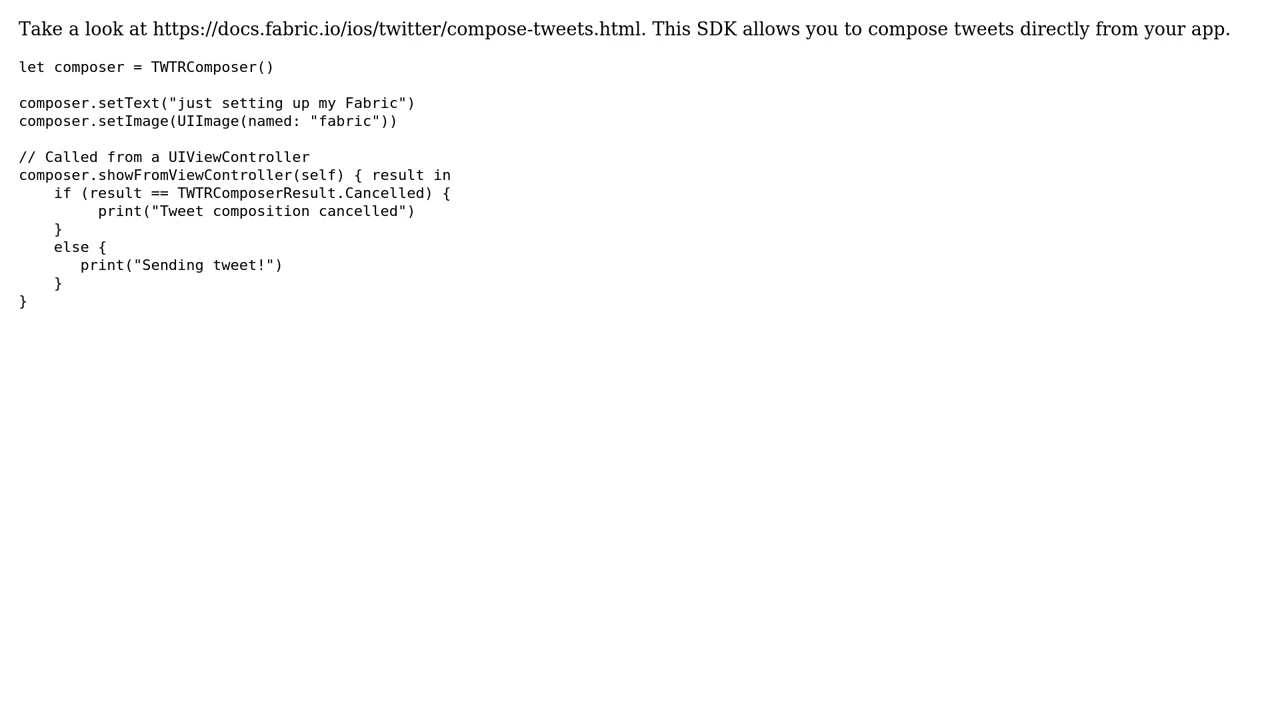 Take a look at https://docs.fabric.io/ios/twitter/compose-tweets.html. This SDK allows you to compose tweets directly from your app.
let composer = TWTRComposer()

composer.setText("just setting up my Fabric")
composer.setImage(UIImage(named: "fabric"))

// Called from a UIViewController
composer.showFromViewController(self) { result in
    if (result == TWTRComposerResult.Cancelled) {
         print("Tweet composition cancelled")
    }
    else {
       print("Sending tweet!")
    }
}